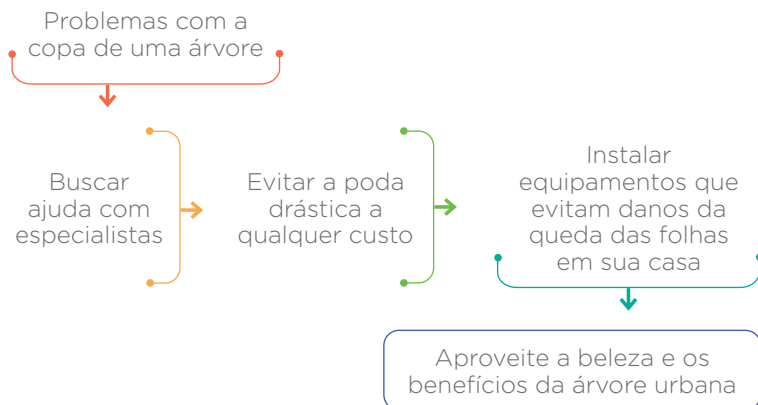 Problemas com a
copa de uma árvore
Buscar
ajuda com
especialistas
Evitar a poda
drástica a
qualquer custo
Instalar
equipamentos que
evitam danos da
queda das folhas
em sua casa
Aproveite a beleza e os
benefícios da árvore urbana